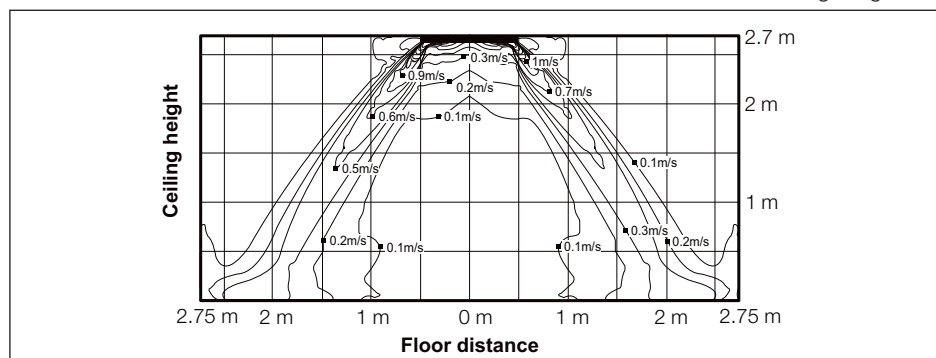 2.7 m
0.3m/s
1m/s
0.9m/s
0.2m/s
0.7m/s
2 m
0.6m/s
0.1m/s
0.1m/s
0.5m/s
1 m
0.3m/s
0.2m/s
0.2m/s
0.1m/s
0.1m/s
Ceiling height
2.75 m
2 m
1 m
0 m
1 m
2 m
2.75 m
Floor distance